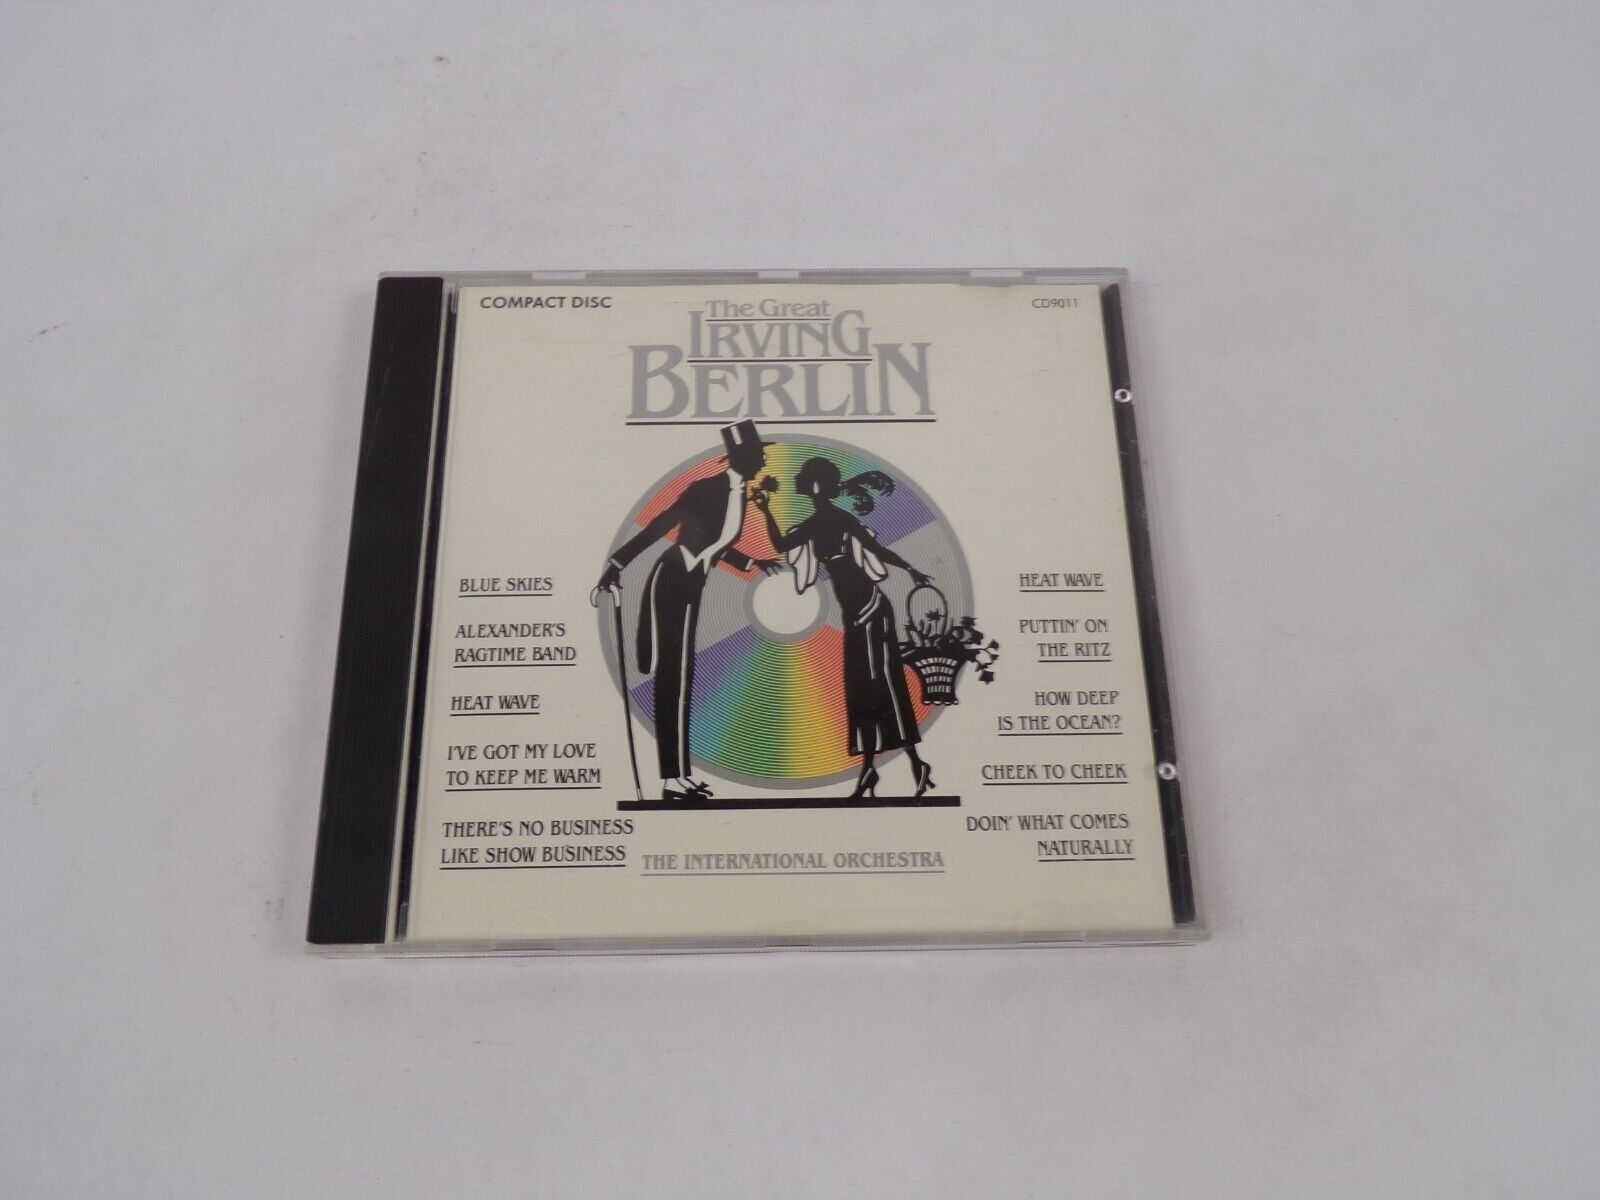 COMPACT DISC
CD9011
The Great
IRVING
BERLIN
BLUE SKIES
ALEXANDER'S
RAGTIME BAND
HEAT WAVE
I'VE GOT MY LOVE
TO KEEP ME WARM
THERE'S NO BUSINESS
LIKE SHOW BUSINESS
HEAT WAVE
PUTTIN' ON
THE RITZ
HOW DEEP
IS THE OCEAN?
CHEEK TO CHEEK
DOIN' WHAT COMES
NATURALLY
THE INTERNATIONAL ORCHESTRA